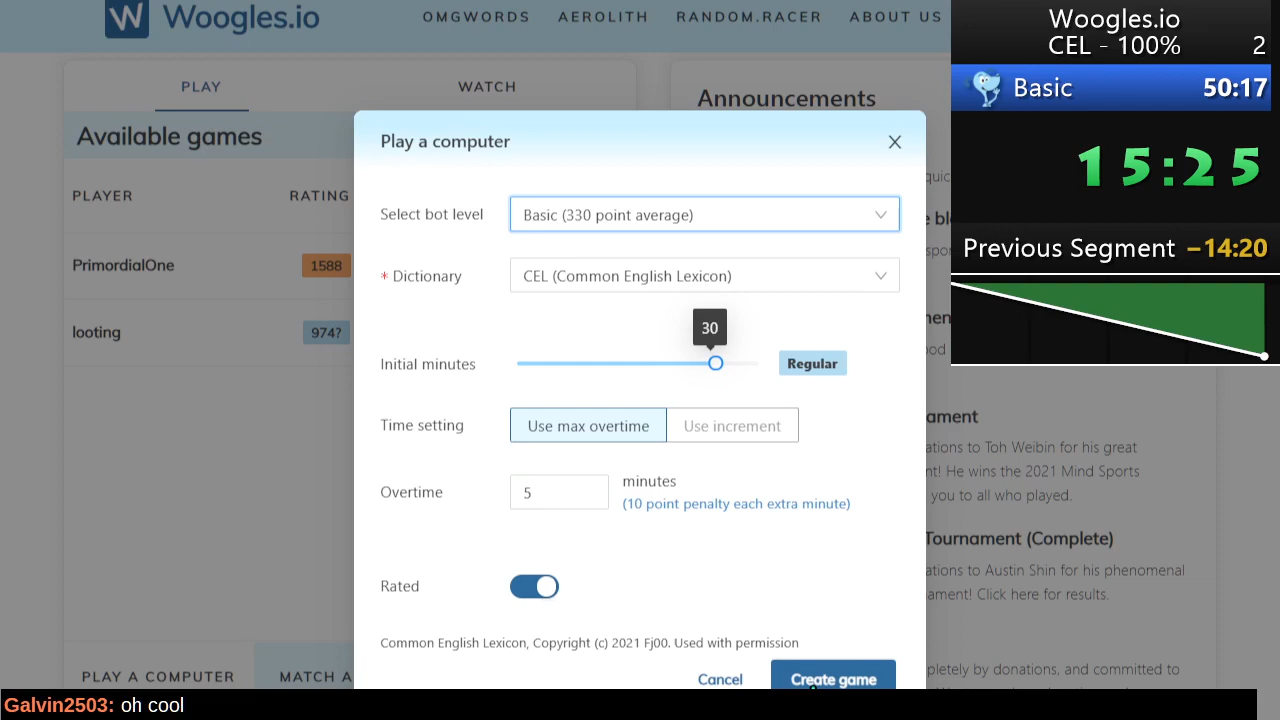 Woogles.io
OMGWORDS AEROLITH RANDOM.RACER ABOUT US
PLAY WATCH
Available games
PLAYER RATING
PrimordialOne 1588
looting 974?
PLAY A COMPUTER MATCH A
Announcements
Play a computer
Select bot level Basic (330 point average)
* Dictionary CEL (Common English Lexicon)
30
Initial minutes Regular
Time setting Use max overtime Use increment
Overtime 5 minutes
(10 point penalty each extra minute)
Rated
Common English Lexicon, Copyright (c) 2021 Fj00. Used with permission
Cancel Create game
ations to Toh Weibin for his great
nt! He wins the 2021 Mind Sports
you to all who played.
Tournament (Complete)
ations to Austin Shin for his phenomenal
nament! Click here for results.
pletely by donations, and committed to
Woogles.io
CEL - 100% 2
Basic 50:17
15:25
Previous Segment −14:20
Galvin2503: oh cool